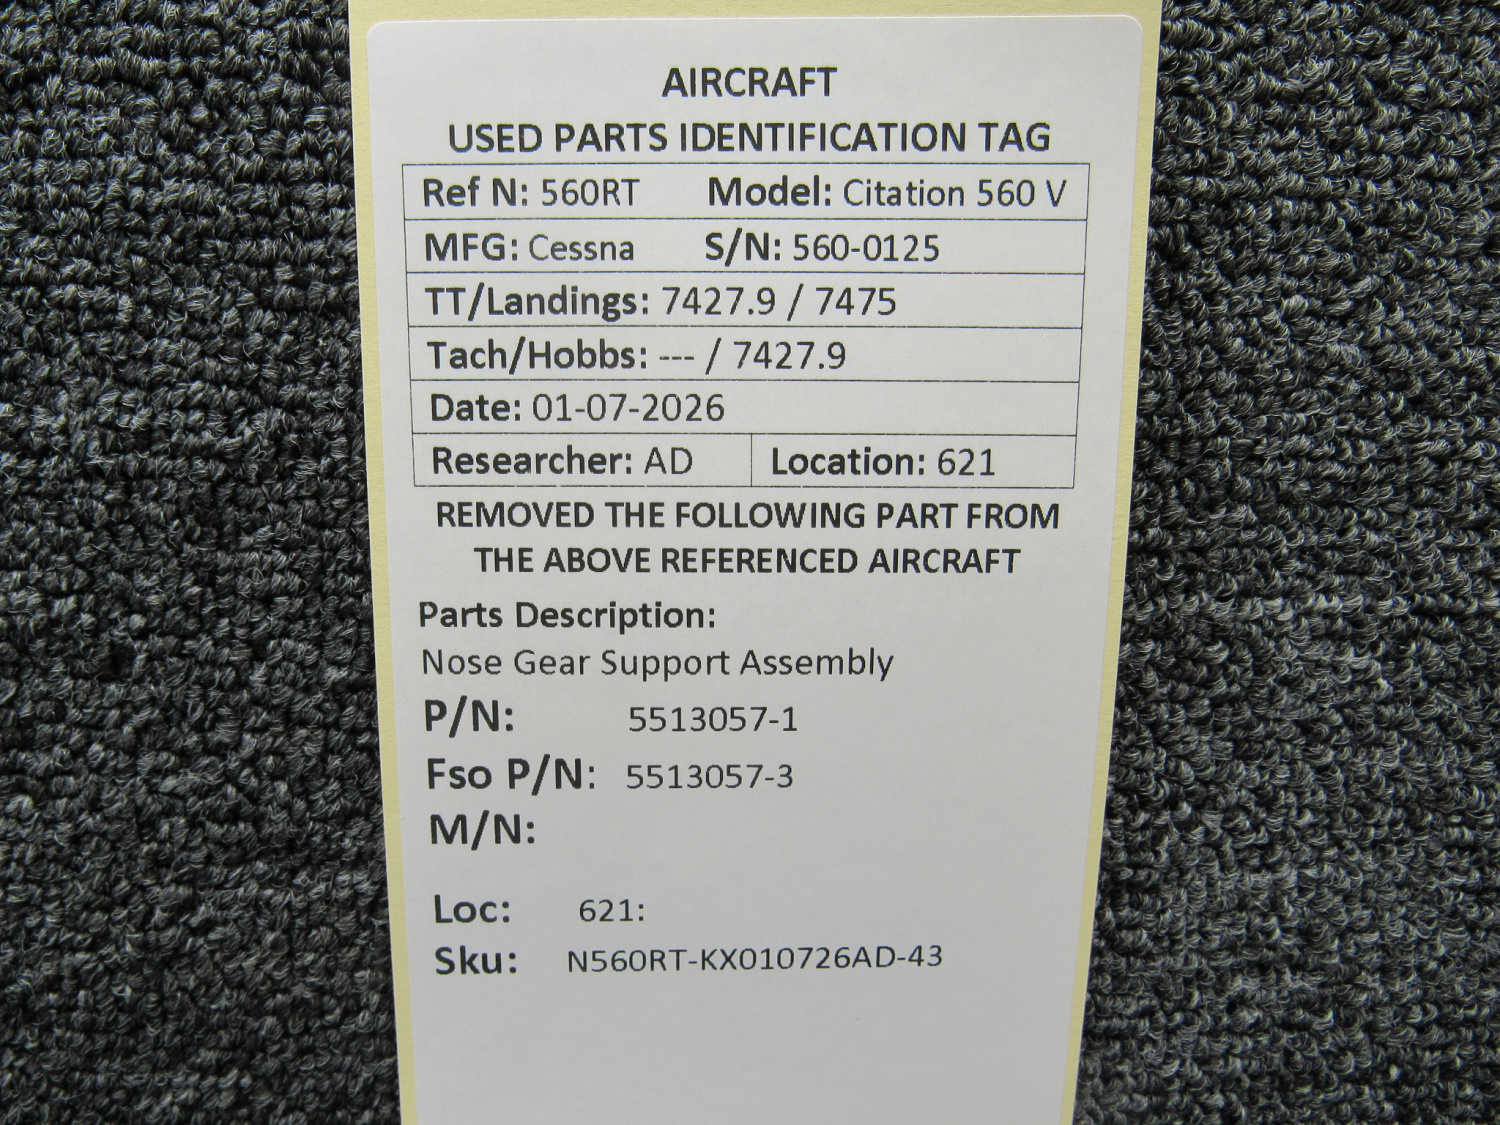 AIRCRAFT
USED PARTS IDENTIFICATION TAG
Ref N: 560RT Model: Citation 560 V
MFG: Cessna S/N: 560-0125
TT/Landings: 7427.9 / 7475
Tach/Hobbs: --- / 7427.9
Date: 01-07-2026
Researcher: AD Location: 621
REMOVED THE FOLLOWING PART FROM
THE ABOVE REFERENCED AIRCRAFT
Parts Description:
Nose Gear Support Assembly
P/N: 5513057-1
Fso P/N: 5513057-3
M/N:
Loc: 621:
Sku: N560RT-KX010726AD-43